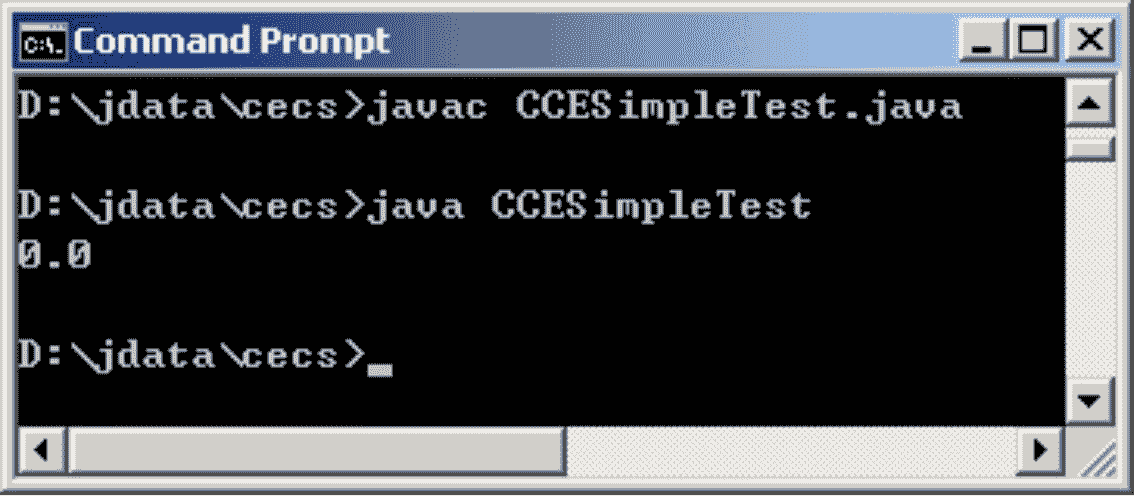 C:\.
Command Prompt
D:\jdata\cecs>javac CCESimpleTest.java
D:\jdata\cecs>java CCESimpleTest
0.0
D:\jdata\cecs>